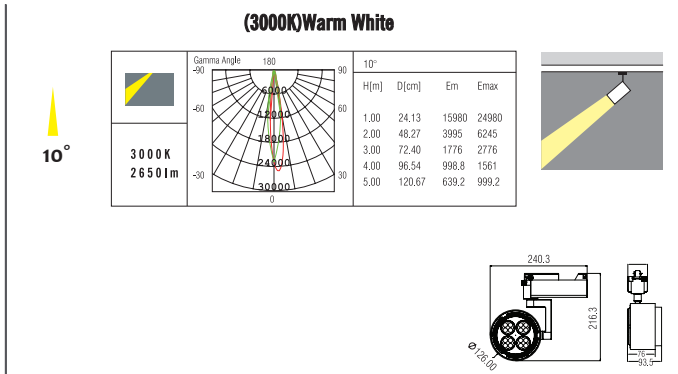 (3000K)Warm White
10°
3000K
2650lm
Gamma Angle 180
-90 90
-60 60
-30 30
0
6000
12000
18000
24000
30000
10°
H[m] D[cm] Em Emax
1.00 24.13 15980 24980
2.00 48.27 3995 6245
3.00 72.40 1776 2776
4.00 96.54 998.8 1561
5.00 120.67 639.2 999.2
240.3
216.3
Ø126.00
76
93.5